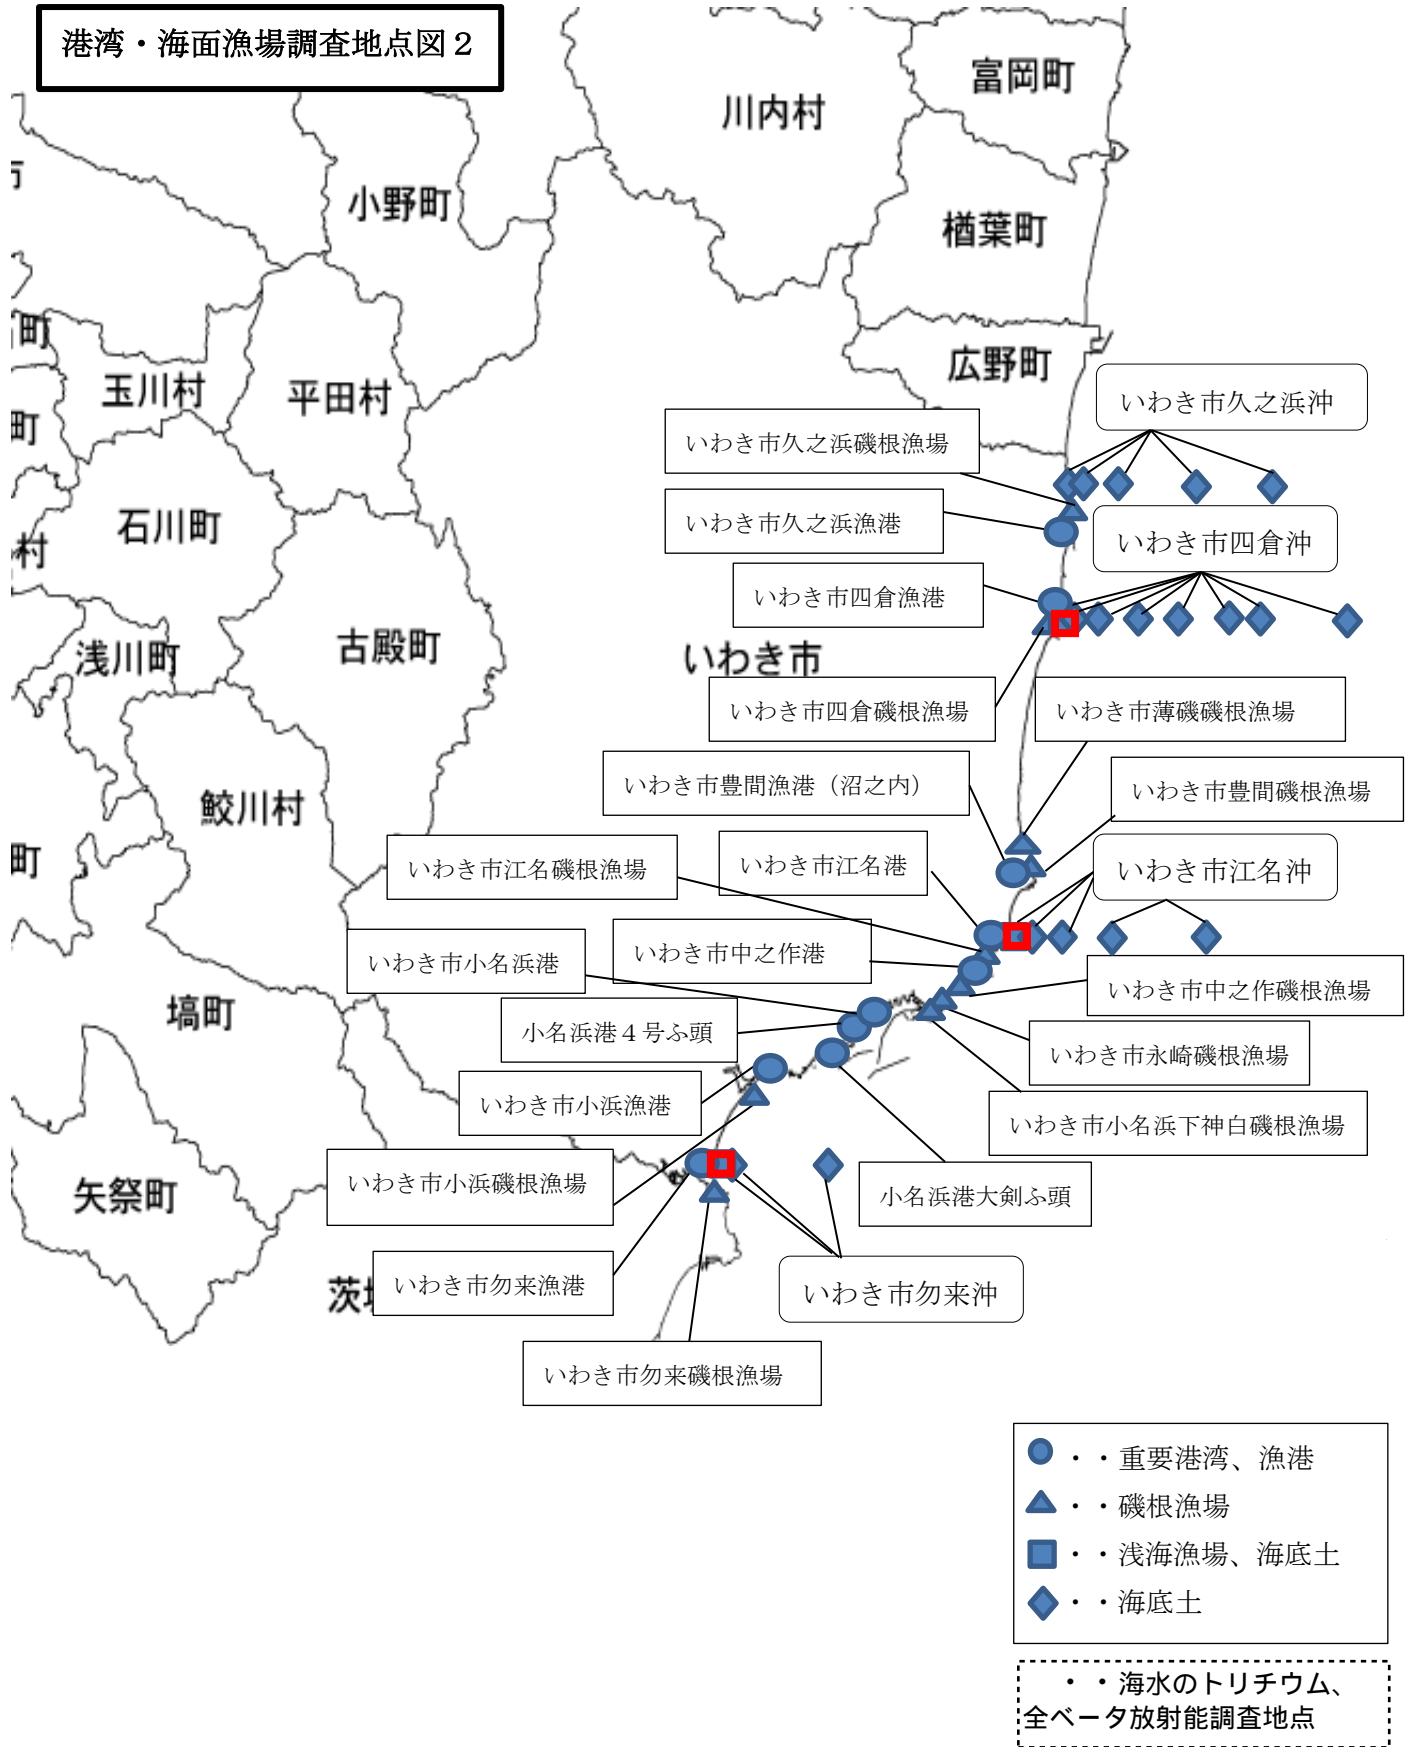 港湾・海面漁場調査地点図２
富岡町
川内村
小野町
楢葉町
町
広野町
玉川村
平田村
町
いわき市久之浜沖
いわき市久之浜磯根漁場
石川町
いわき市久之浜漁港
村
いわき市四倉沖
いわき市四倉漁港
古殿町
浅川町
いわき市
いわき市四倉磯根漁場
いわき市薄磯磯根漁場
いわき市豊間漁港（沼之内）
いわき市豊間磯根漁場
鮫川村
町
いわき市江名磯根漁場
いわき市江名港
いわき市江名沖
いわき市小名浜港
いわき市中之作港
いわき市中之作磯根漁場
塙町
小名浜港４号ふ頭
いわき市永崎磯根漁場
いわき市小浜漁港
いわき市小名浜下神白磯根漁場
いわき市小浜磯根漁場
矢祭町
小名浜港大剣ふ頭
いわき市勿来漁港
いわき市勿来沖
茨
いわき市勿来磯根漁場
・・重要港湾、漁港
・・磯根漁場
・・浅海漁場、海底土
・・海底土
・・海水のトリチウム、
全ベータ放射能調査地点